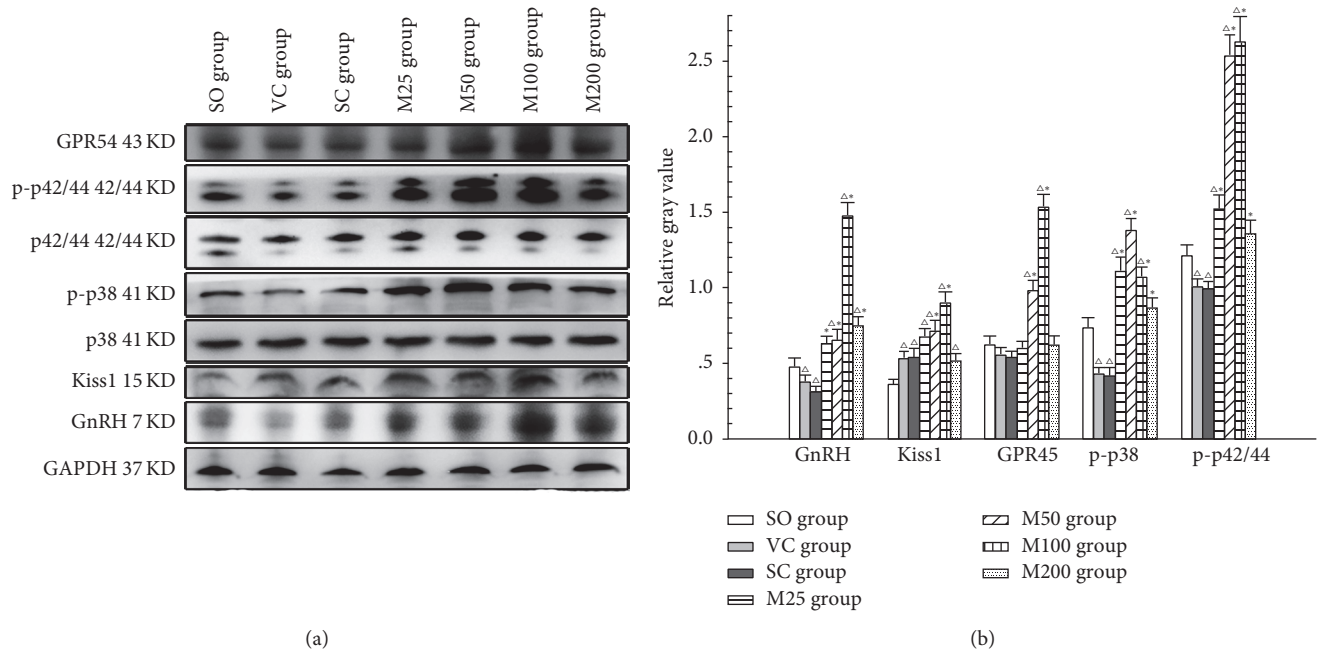 SO group
VC group
SC group
M25 group
M50 group
M100 group
M200 group
GPR54 43 KD
p-p42/44 42/44 KD
p42/44 42/44 KD
p-p38 41 KD
p38 41 KD
Kiss1 15 KD
GnRH 7 KD
GAPDH 37 KD
(a)
Relative gray value
2.5
2.0
1.5
1.0
.5
0.0
GnRH
Kiss1
GPR45
p-p38
p-p42/44
SO group
VC group
SC group
M25 group
M50 group
M100 group
M200 group
(b)